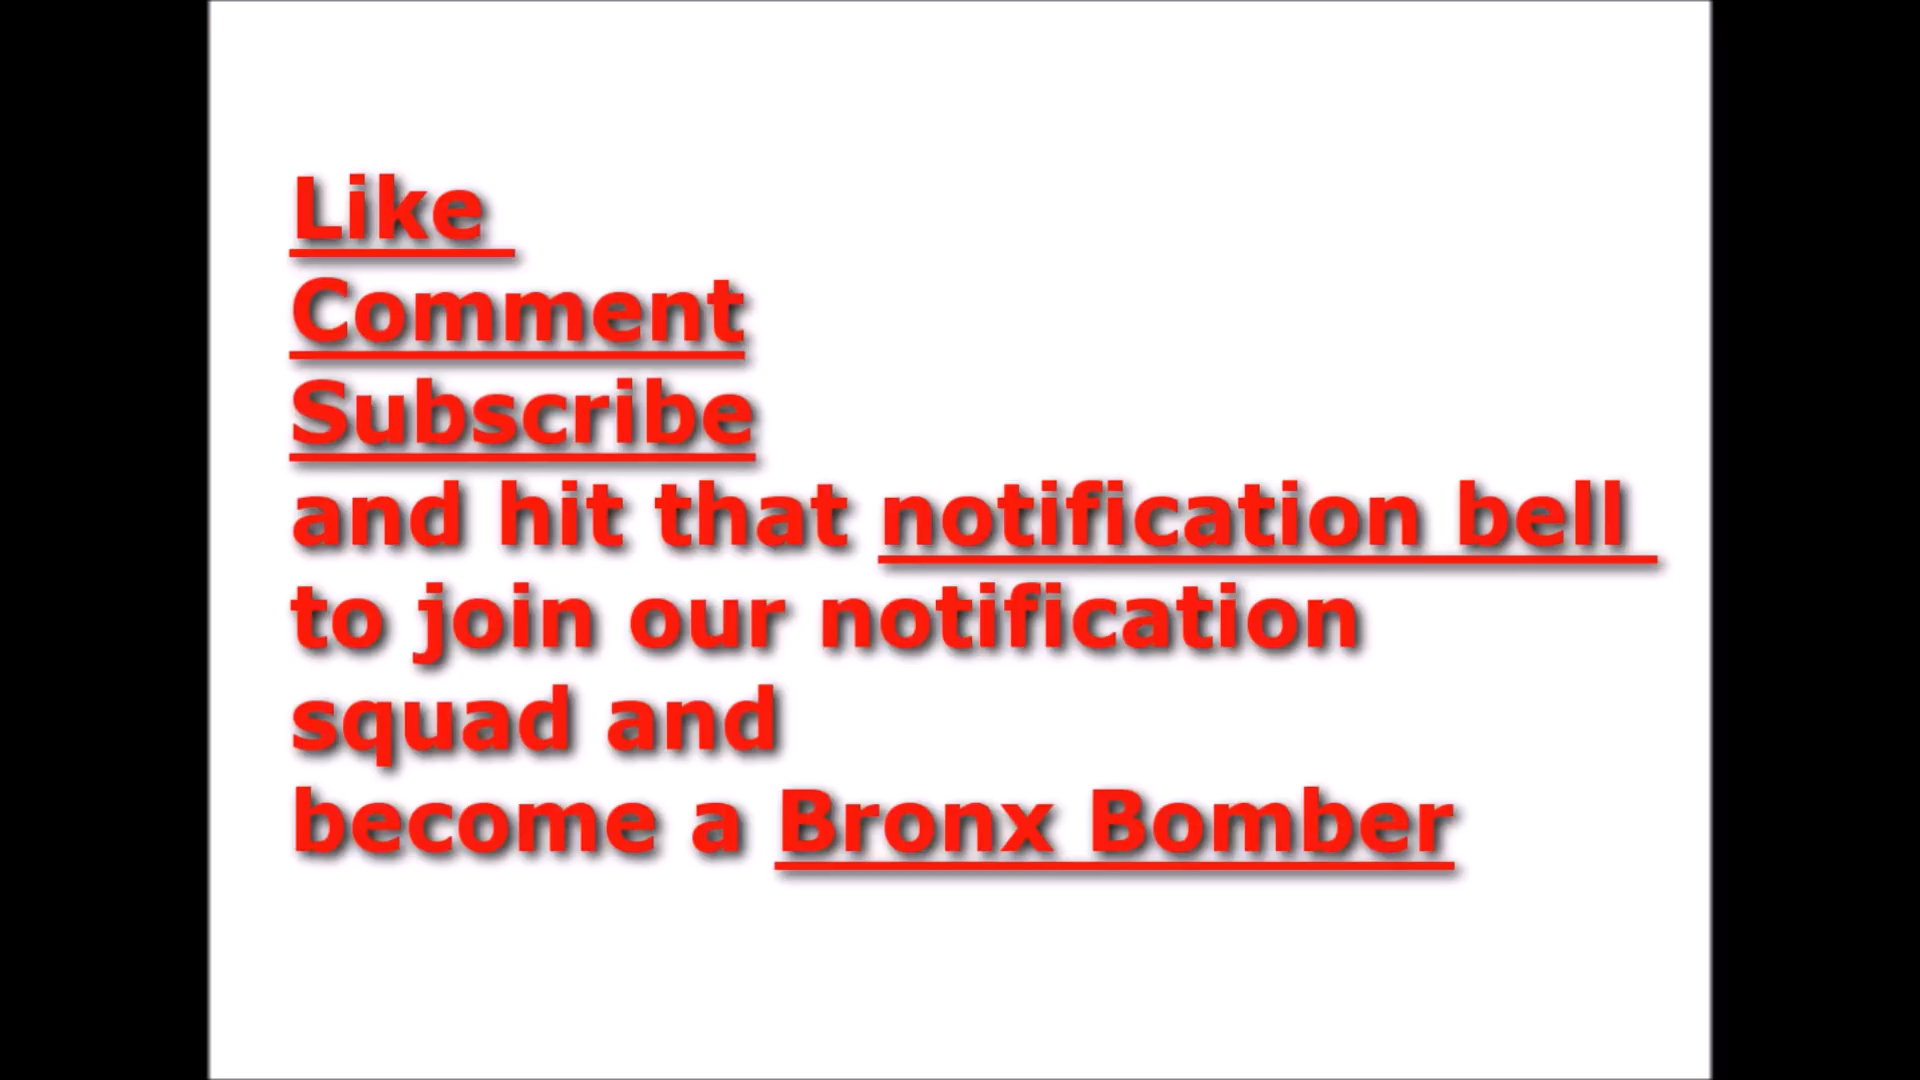 Like
Comment
Subscribe
and hit that notification bell
to join our notification
squad and
become a Bronx Bomber